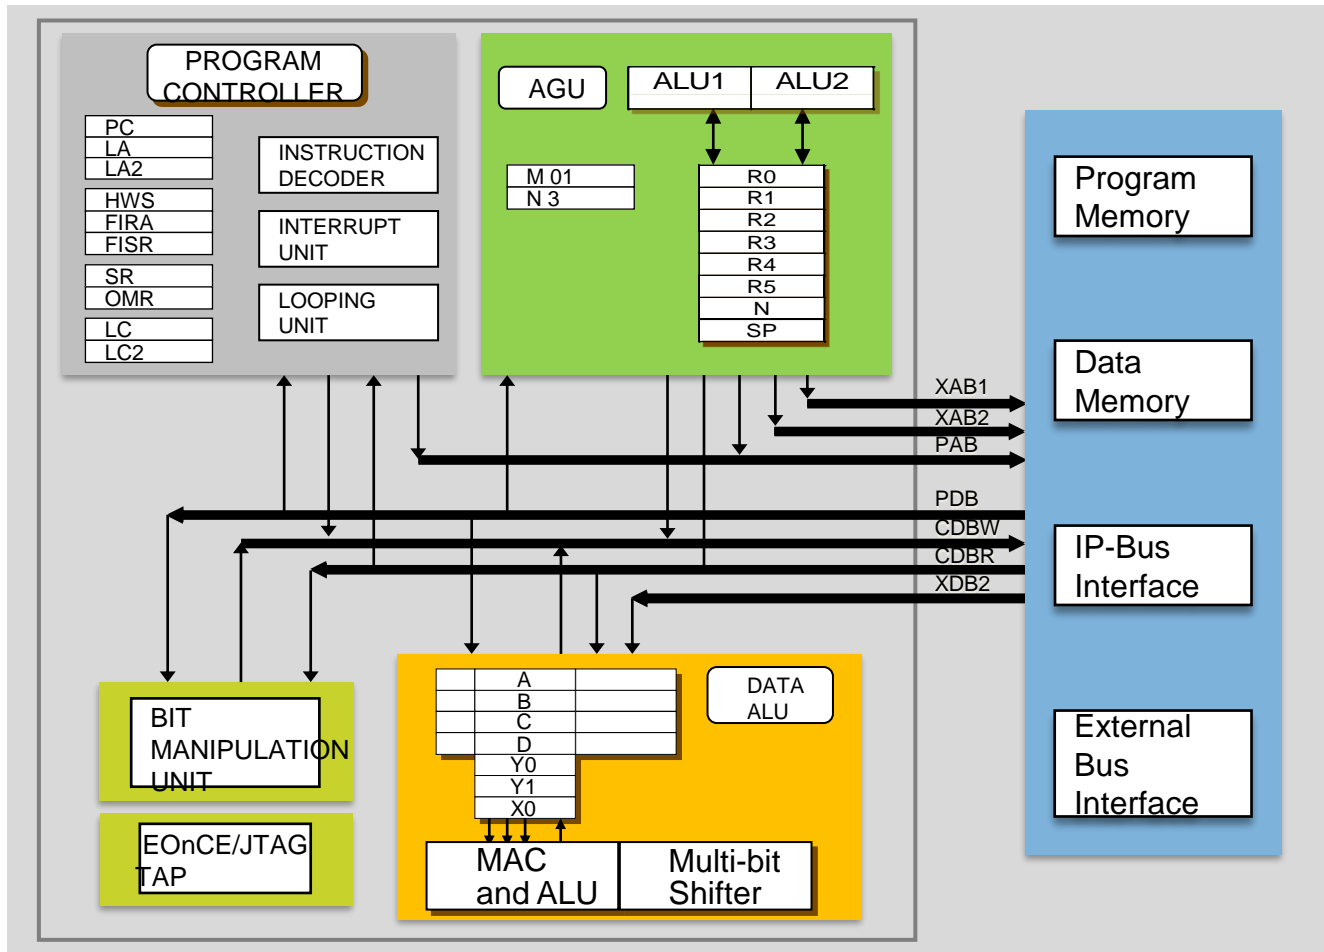 PROGRAM
CONTROLLER
PC
LA
LA2
HWS
FIRA
FISR
SR
OMR
LC
LC2
INSTRUCTION
DECODER
INTERRUPT
UNIT
LOOPING
UNIT
AGU
ALU1
ALU2
M 01
N 3
R0
R1
R2
R3
R4
R5
N
SP
Program
Memory
Data
Memory
IP-Bus
Interface
External
Bus
Interface
XAB1
XAB2
PAB
PDB
CDBW
CDBR
XDB2
BIT
MANIPULATION
UNIT
EOnCE/JTAG
TAP
A
B
C
D
Y0
Y1
X0
DATA
ALU
MAC
and ALU
Multi-bit
Shifter